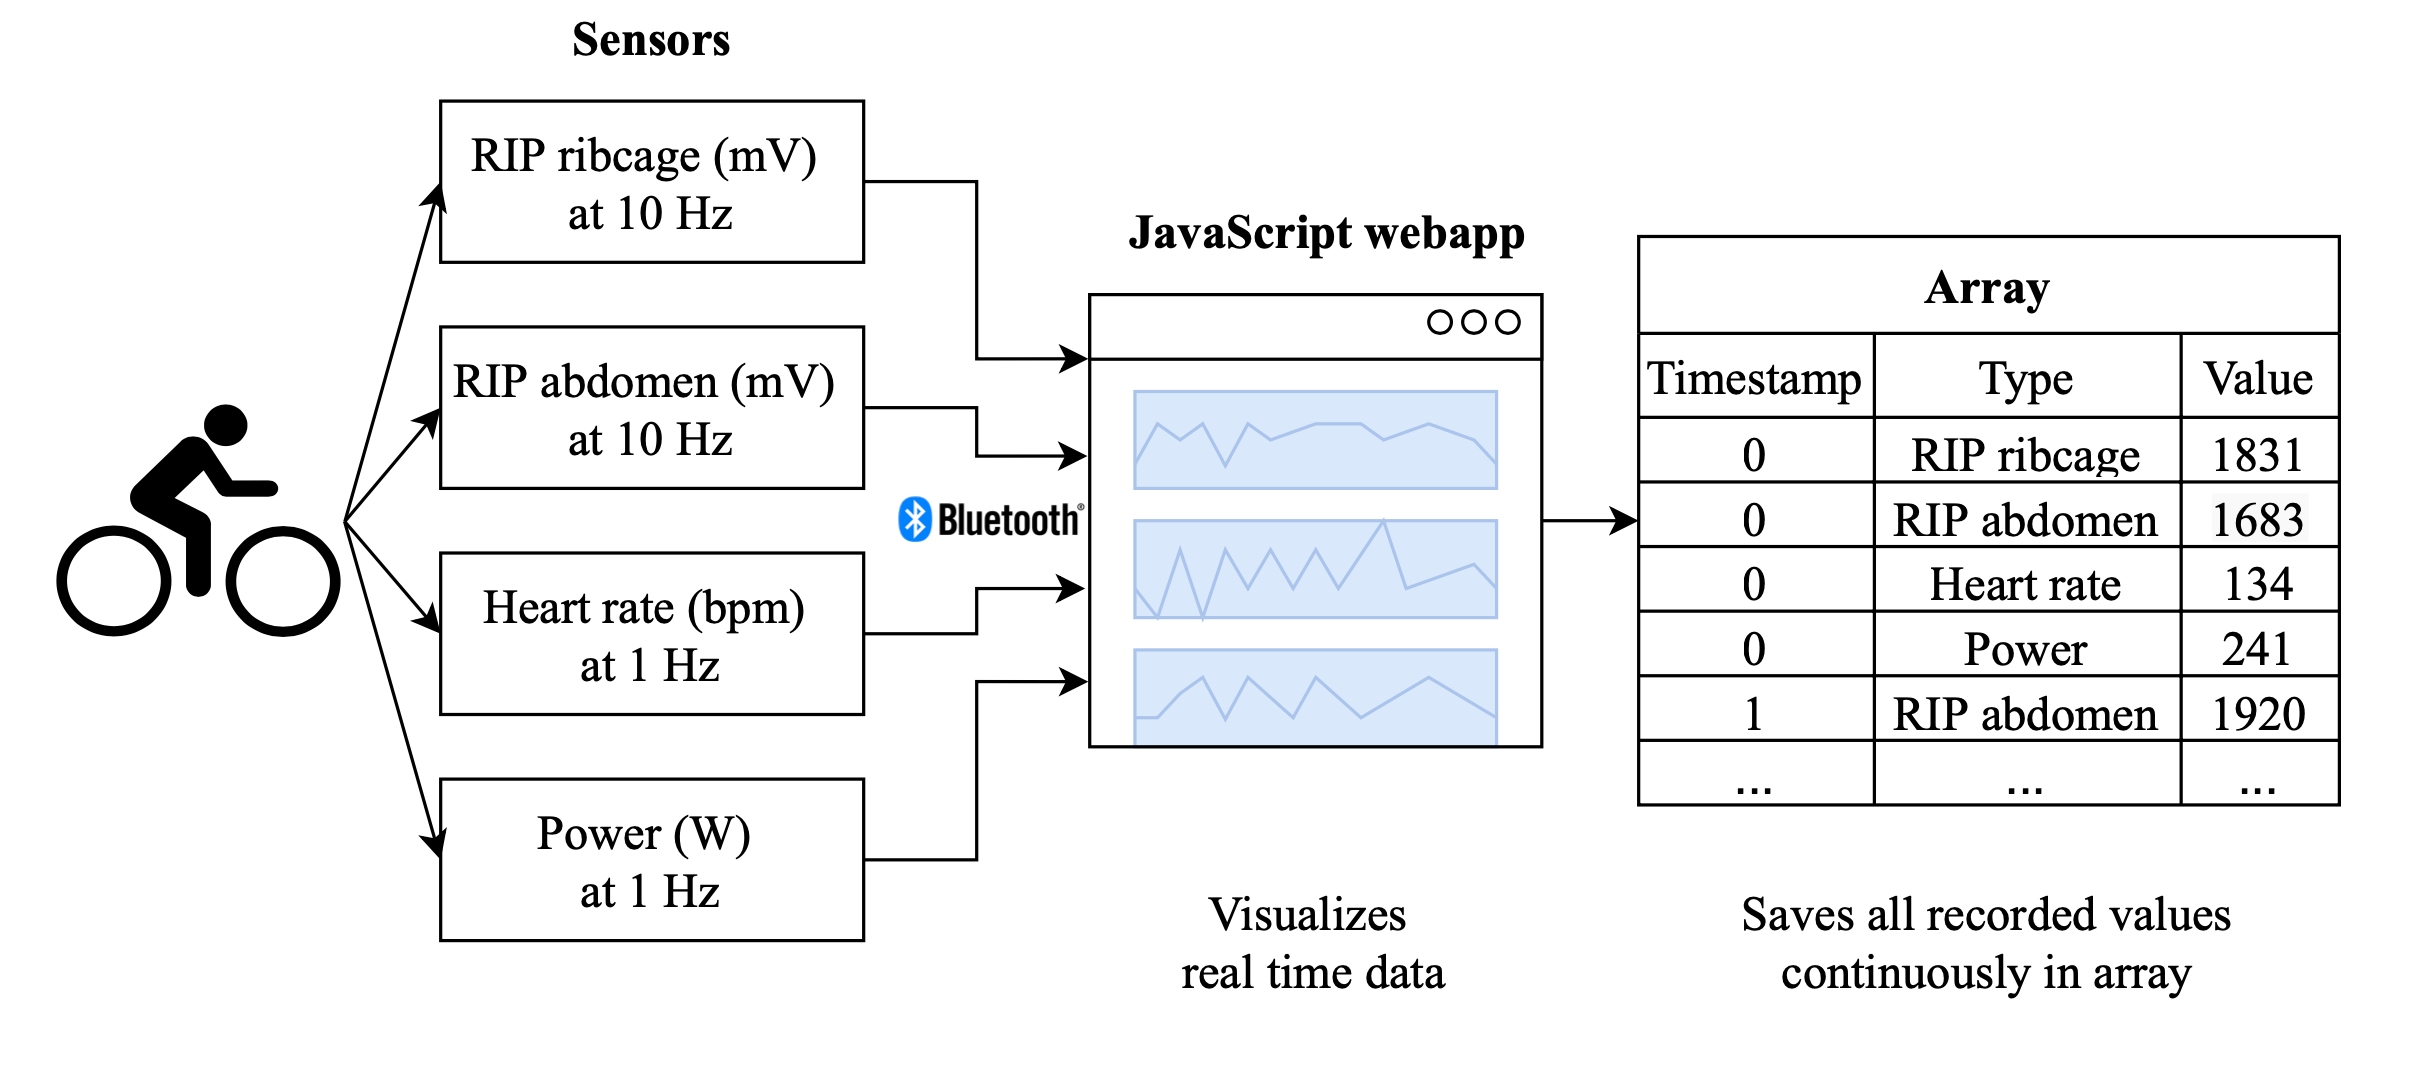 Sensors
RIP ribcage (mV)
at 10 Hz
RIP abdomen (mV)
at 10 Hz
Heart rate (bpm)
at 1 Hz
Power (W)
at 1 Hz
Bluetooth®
JavaScript webapp
Visualizes
real time data
Array
Timestamp Type Value
0 RIP ribcage 1831
0 RIP abdomen 1683
0 Heart rate 134
0 Power 241
1 RIP abdomen 1920
... ... ...
Saves all recorded values
continuously in array